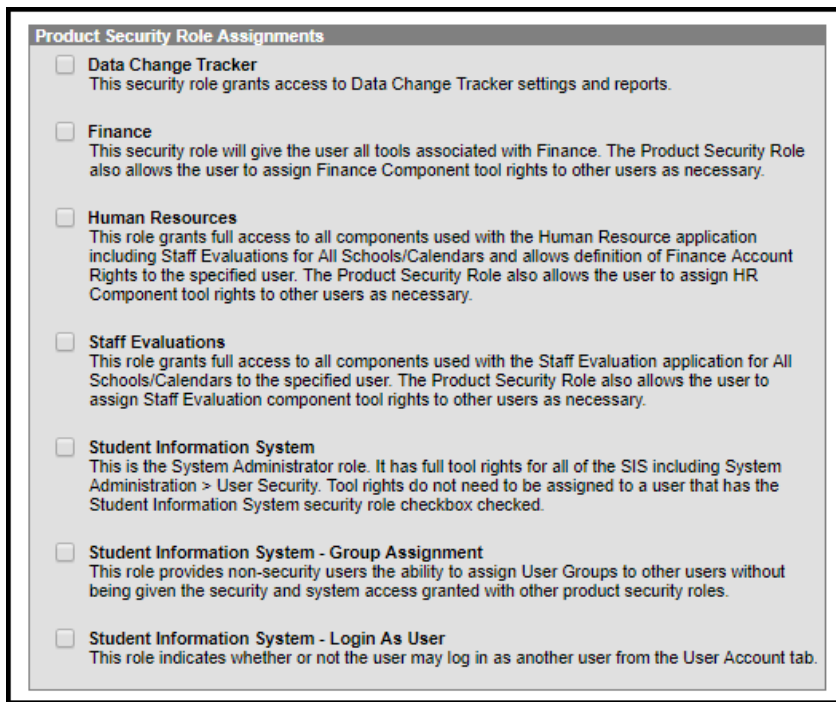 Product Security Role Assignments
Data Change Tracker
This security role grants access to Data Change Tracker settings and reports.
Finance
This security role will give the user all tools associated with Finance. The Product Security Role
also allows the user to assign Finance Component tool rights to other users as necessary.
Human Resources
This role grants full access to all components used with the Human Resource application
including Staff Evaluations for All Schools/Calendars and allows definition of Finance Account
Rights to the specified user. The Product Security Role also allows the user to assign HR
Component tool rights to other users as necessary.
Staff Evaluations
This role grants full access to all components used with the Staff Evaluation application for All
Schools/Calendars to the specified user. The Product Security Role also allows the user to
assign Staff Evaluation component tool rights to other users as necessary.
Student Information System
This is the System Administrator role. It has full tool rights for all of the SIS including System
Administration > User Security. Tool rights do not need to be assigned to a user that has the
Student Information System security role checkbox checked.
Student Information System - Group Assignment
This role provides non-security users the ability to assign User Groups to other users without
being given the security and system access granted with other product security roles.
Student Information System - Login As User
This role indicates whether or not the user may log in as another user from the User Account tab.